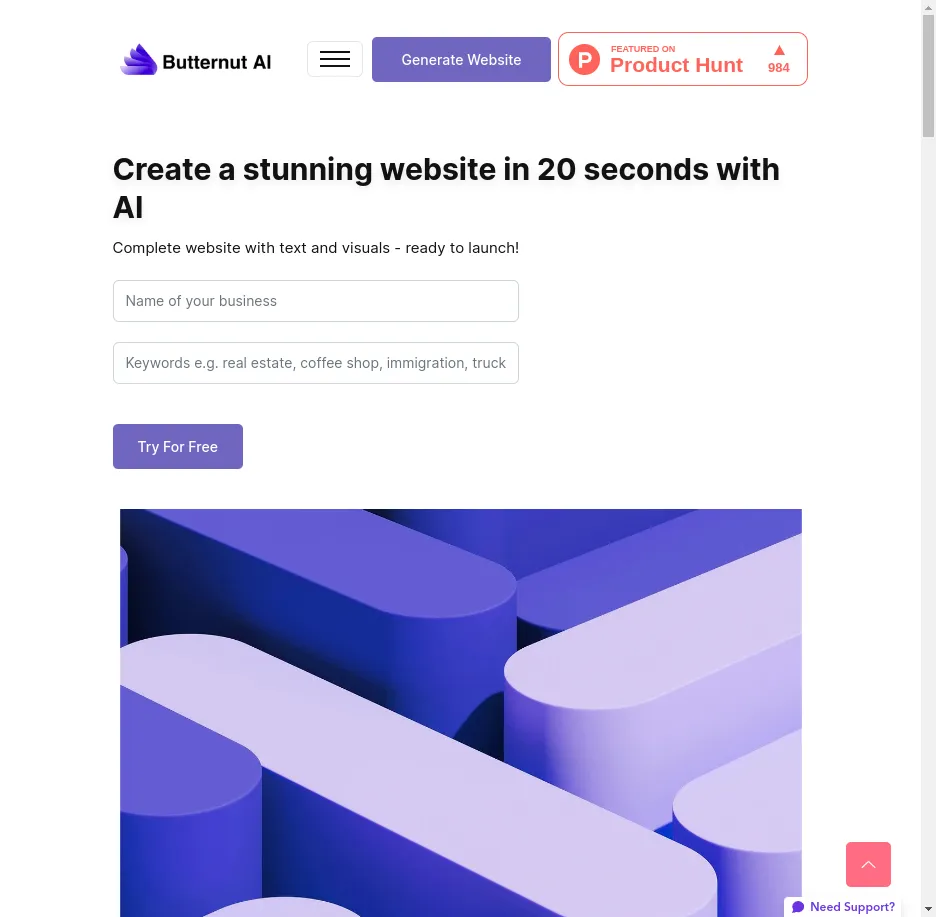 Butternut AI
Generate Website
FEATURED ON
P Product Hunt
984
Create a stunning website in 20 seconds with
AI
Complete website with text and visuals - ready to launch!
Name of your business
Keywords e.g. real estate, coffee shop, immigration, truck
Try For Free
Need Support?